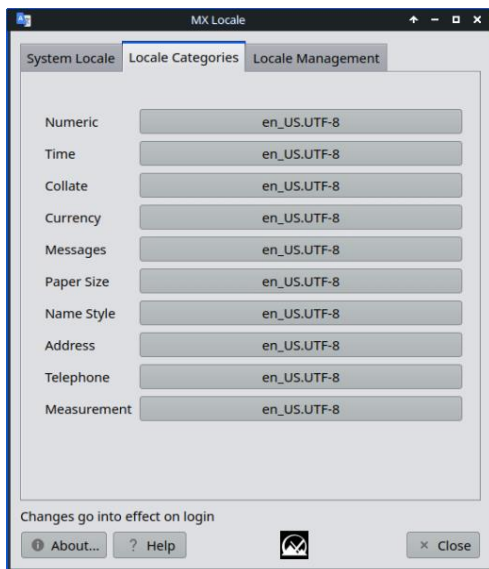 MX Locale
System Locale Locale Categories Locale Management
Numeric en_US.UTF-8
Time en_US.UTF-8
Collate en_US.UTF-8
Currency en_US.UTF-8
Messages en_US.UTF-8
Paper Size en_US.UTF-8
Name Style en_US.UTF-8
Address en_US.UTF-8
Telephone en_US.UTF-8
Measurement en_US.UTF-8
Changes go into effect on login
About... ? Help Close